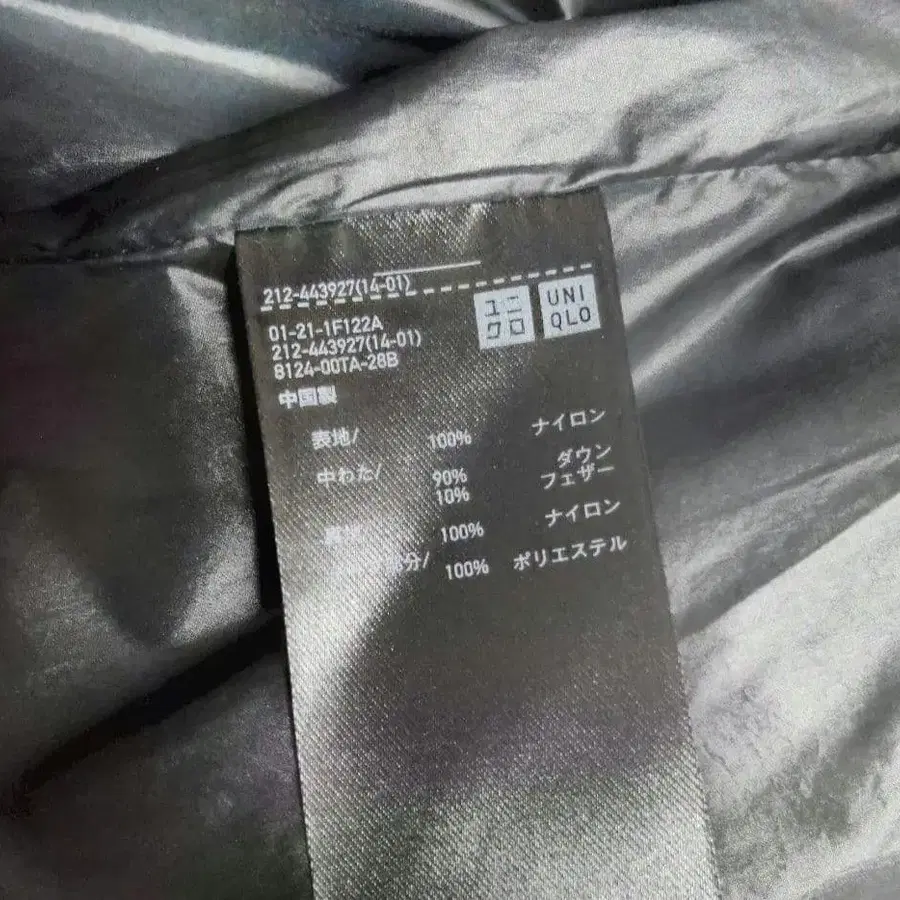 212-443927(14-01)
ユニ
クロ
UNI
QLO
01-21-1F122A
212-443927(14-01)
8124-00TA-28B
中国製
表地/ 100% ナイロン
中わた/ 90% ダウン
10% フェザー
100% ナイロン
部分/ 100% ポリエステル